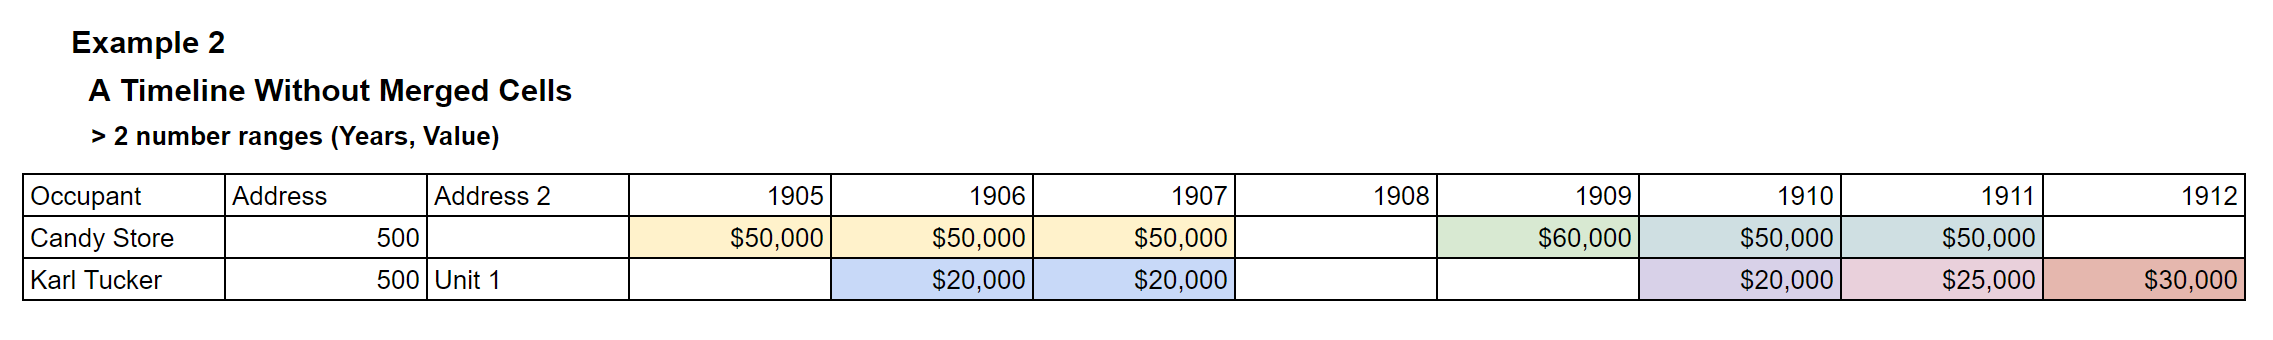 Example 2
A Timeline Without Merged Cells
> 2 number ranges (Years, Value)
Occupant Address Address 2 1905 1906 1907 1908 1909 1910 1911 1912
Candy Store 500 $50,000 $50,000 $50,000 $60,000 $50,000 $50,000
Karl Tucker 500 Unit 1 $20,000 $20,000 $20,000 $25,000 $30,000